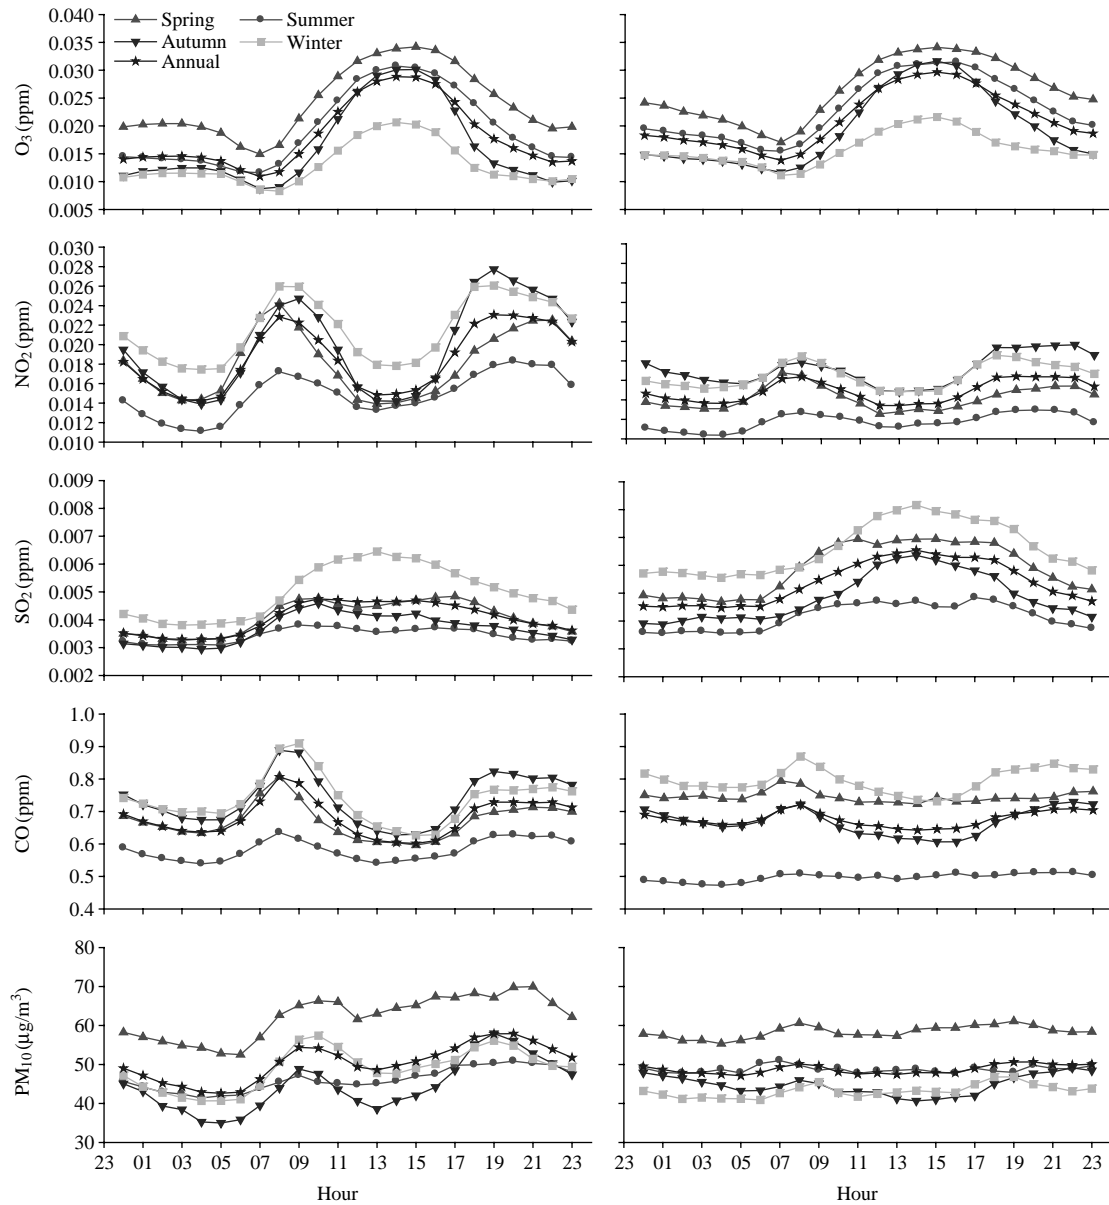 Spring
Summer
Autumn
Winter
Annual
O3 (ppm)
0.040
0.035
0.030
0.025
0.020
0.015
0.010
0.005
NO2 (ppm)
0.030
0.028
0.026
0.024
0.022
0.020
0.018
0.016
0.014
0.012
0.010
SO2 (ppm)
0.009
0.008
0.007
0.006
0.005
0.004
0.003
0.002
CO (ppm)
1.0
0.9
0.8
0.7
0.6
0.5
0.4
PM10 (μg/m³)
80
70
60
50
40
30
23 01 03 05 07 09 11 13 15 17 19 21 23
23 01 03 05 07 09 11 13 15 17 19 21 23
Hour
Hour